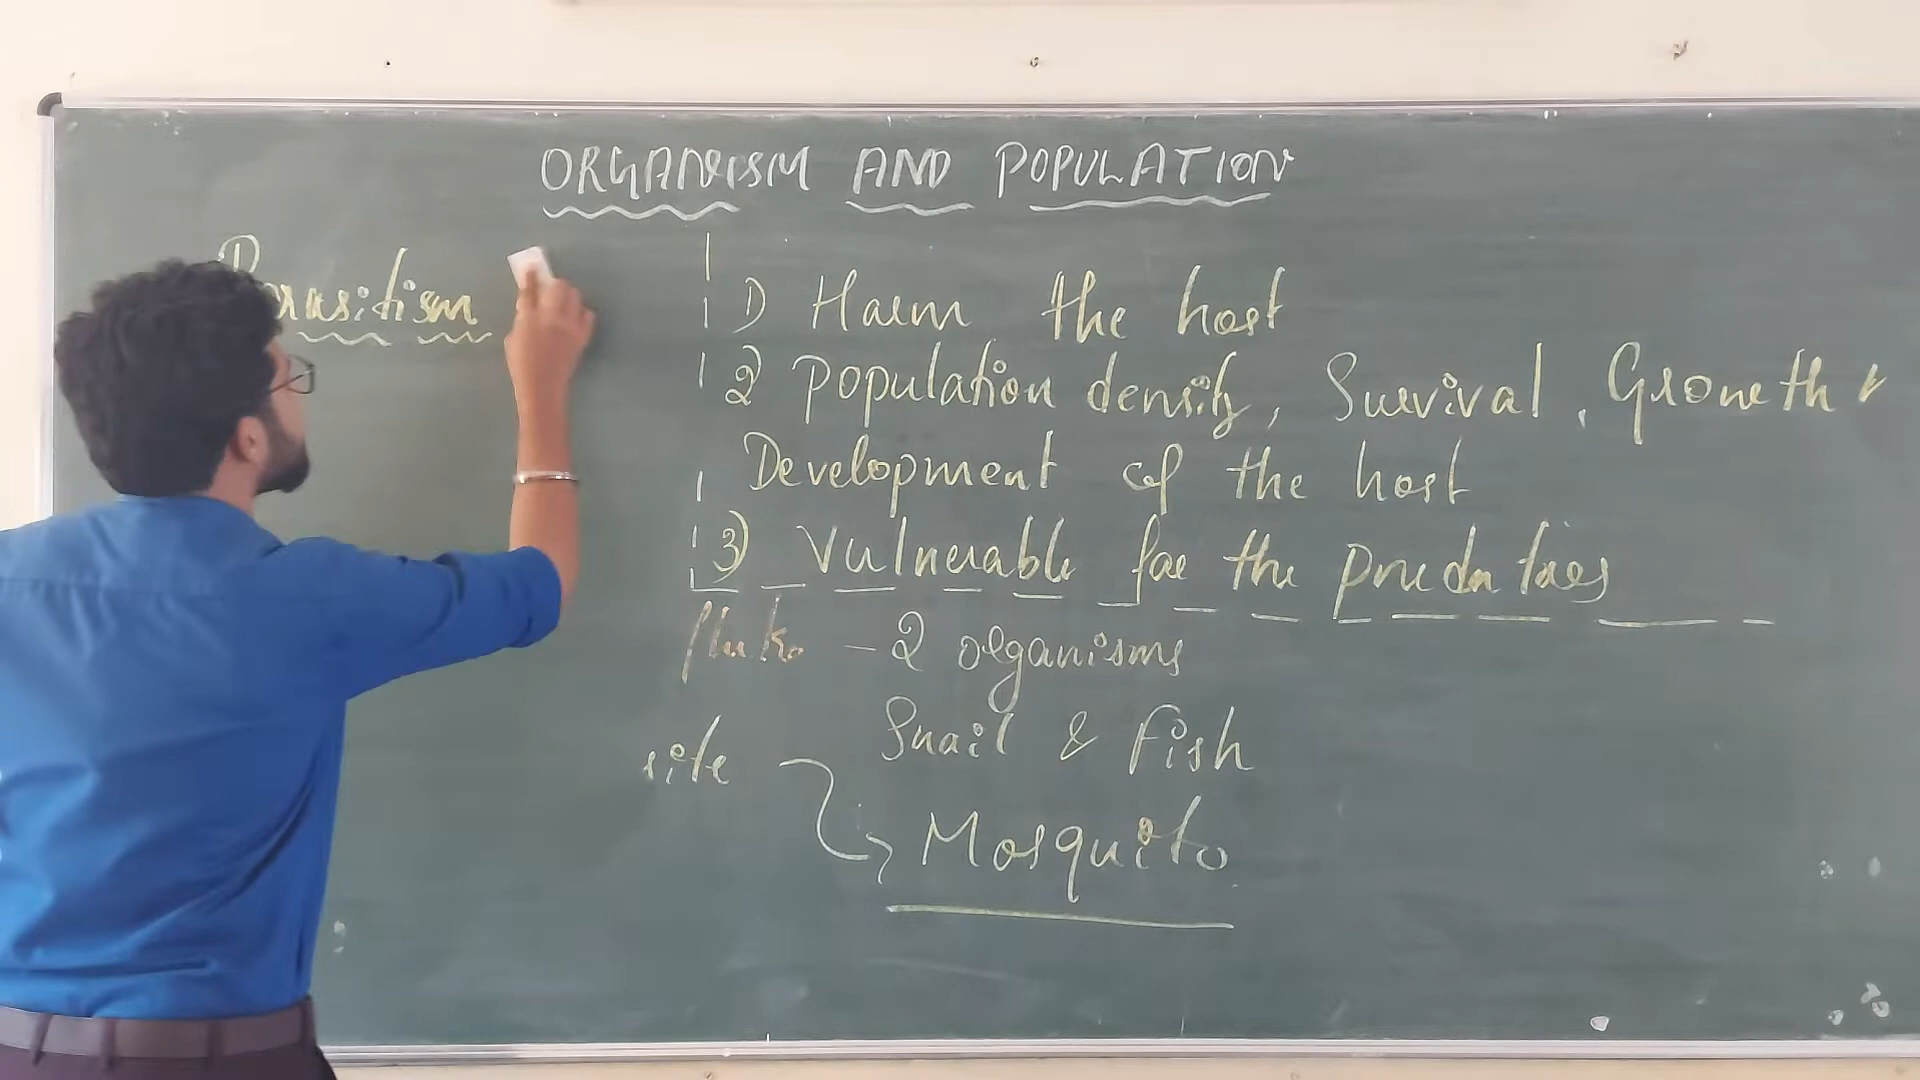 ORGANISM AND POPULATION
Parasitism
1) Harm the host
2 Population density, Survival, Growth &
Development of the host
3) Vulnerable for the predators
fluke - 2 organisms
Snail & Fish
site
Mosquito